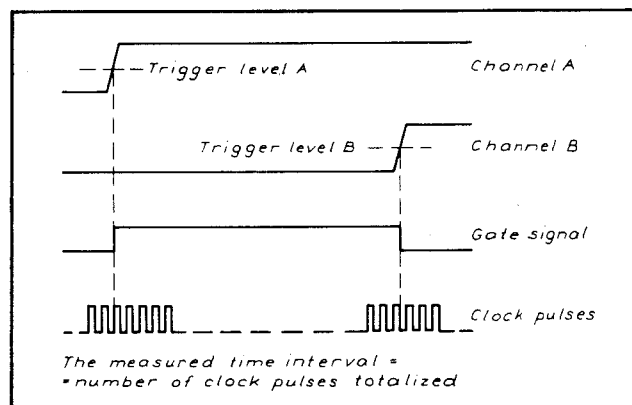 Trigger level A
Channel A
Trigger level B
Channel B
Gate signal
Clock pulses
The measured time interval =
=number of clock pulses totalized